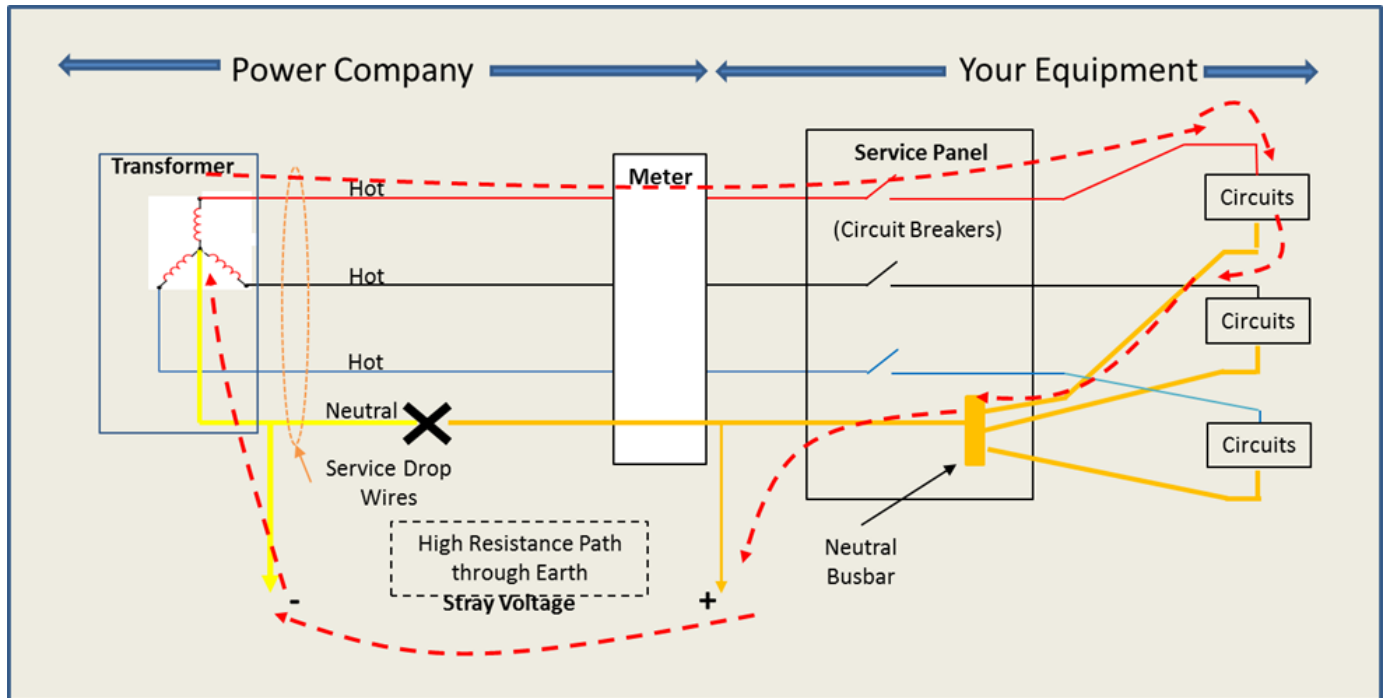 Power Company
Your Equipment
Transformer
Hot
Meter
Service Panel
Circuits
(Circuit Breakers)
Hot
Circuits
Hot
Neutral
Circuits
Service Drop
Wires
High Resistance Path
through Earth
Neutral
Busbar
- Stray Voltage +